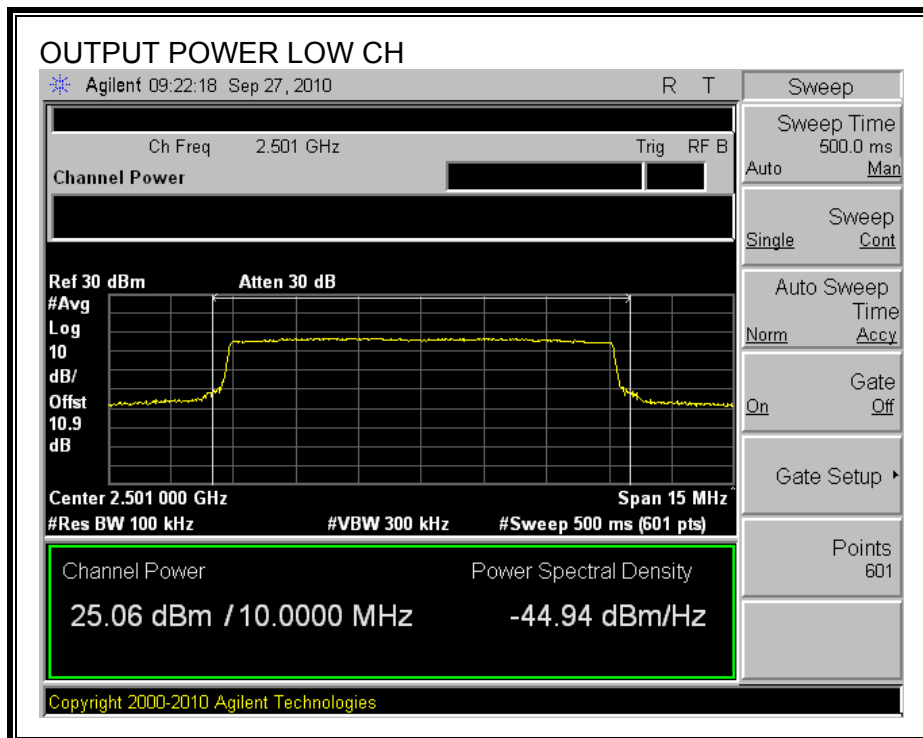 OUTPUT POWER LOW CH
Agilent 09:22:18 Sep 27, 2010 R T
Ch Freq 2.501 GHz Trig RF B
Channel Power
Ref 30 dBm Atten 30 dB
#Avg
Log
10
dB/
Offst
10.9
dB
Center 2.501 000 GHz Span 15 MHz
#Res BW 100 kHz #VBW 300 kHz #Sweep 500 ms (601 pts)
Channel Power Power Spectral Density
25.06 dBm / 10.0000 MHz -44.94 dBm/Hz
Copyright 2000-2010 Agilent Technologies
Sweep
Sweep Time
500.0 ms
Auto Man
Sweep
Single Cont
Auto Sweep
Time
Norm Accy
Gate
On Off
Gate Setup
Points
601